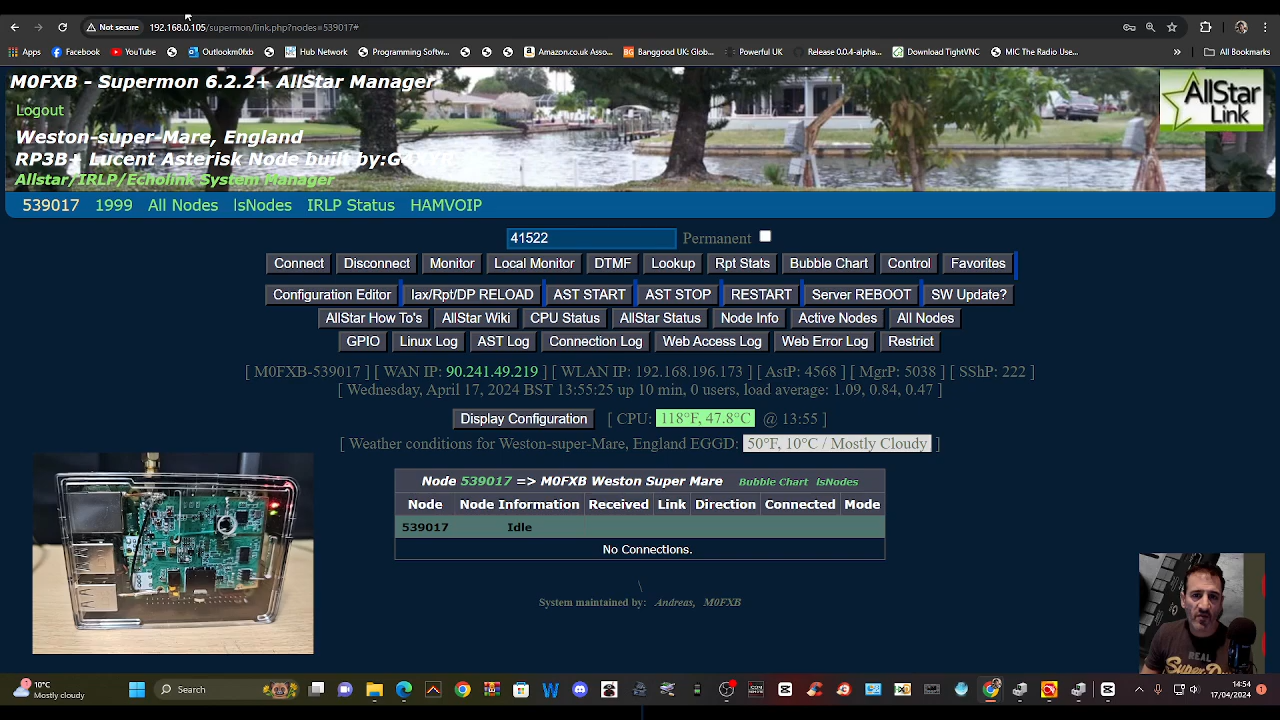 Not secure 192.168.0.105/supermon/link.php?nodes=539017#
Apps Facebook YouTube Outlookm0kxb Network Programming Softw... Amazon.co.uk Asso... Banggood UK Glob... Powerful UK Release 0.0.4-alpha... Download TightVNC MIC The Radio Use... » All Bookmarks
M0FXB - Supermon 6.2.2+ AllStar Manager
Logout
AllStar
Link
Weston-super-Mare, England
RP3B+ Lucent Asterisk Node built by:G4XYR
Allstar/IRLP/Echolink System Manager
539017 1999 All Nodes lsNodes IRLP Status HAMVOIP
41522 Permanent
Connect Disconnect Monitor Local Monitor DTMF Lookup Rpt Stats Bubble Chart Control Favorites
Configuration Editor Iax/Rpt/DP RELOAD AST START AST STOP RESTART Server REBOOT SW Update?
AllStar How To's AllStar Wiki CPU Status AllStar Status Node Info Active Nodes All Nodes
GPIO Linux Log AST Log Connection Log Web Access Log Web Error Log Restrict
[ M0FXB-539017 ] [ WAN IP: 90.241.49.219 ] [ WLAN IP: 192.168.196.173 ] [ AstP: 4568 ] [ MgrP: 5038 ] [ SShP: 222 ]
[ Wednesday, April 17, 2024 BST 13:55:25 up 10 min, 0 users, load average: 1.09, 0.84, 0.47 ]
Display Configuration [ CPU: 118°F, 47.8°C @ 13:55 ]
[ Weather conditions for Weston-super-Mare, England EGGD: 50°F, 10°C / Mostly Cloudy ]
Node 539017 => M0FXB Weston Super Mare Bubble Chart lsNodes
Node Node Information Received Link Direction Connected Mode
539017 Idle
No Connections.
\
System maintained by: Andreas, M0FXB
REAL
10°C
Mostly cloudy
Search
14:54
17/04/2024